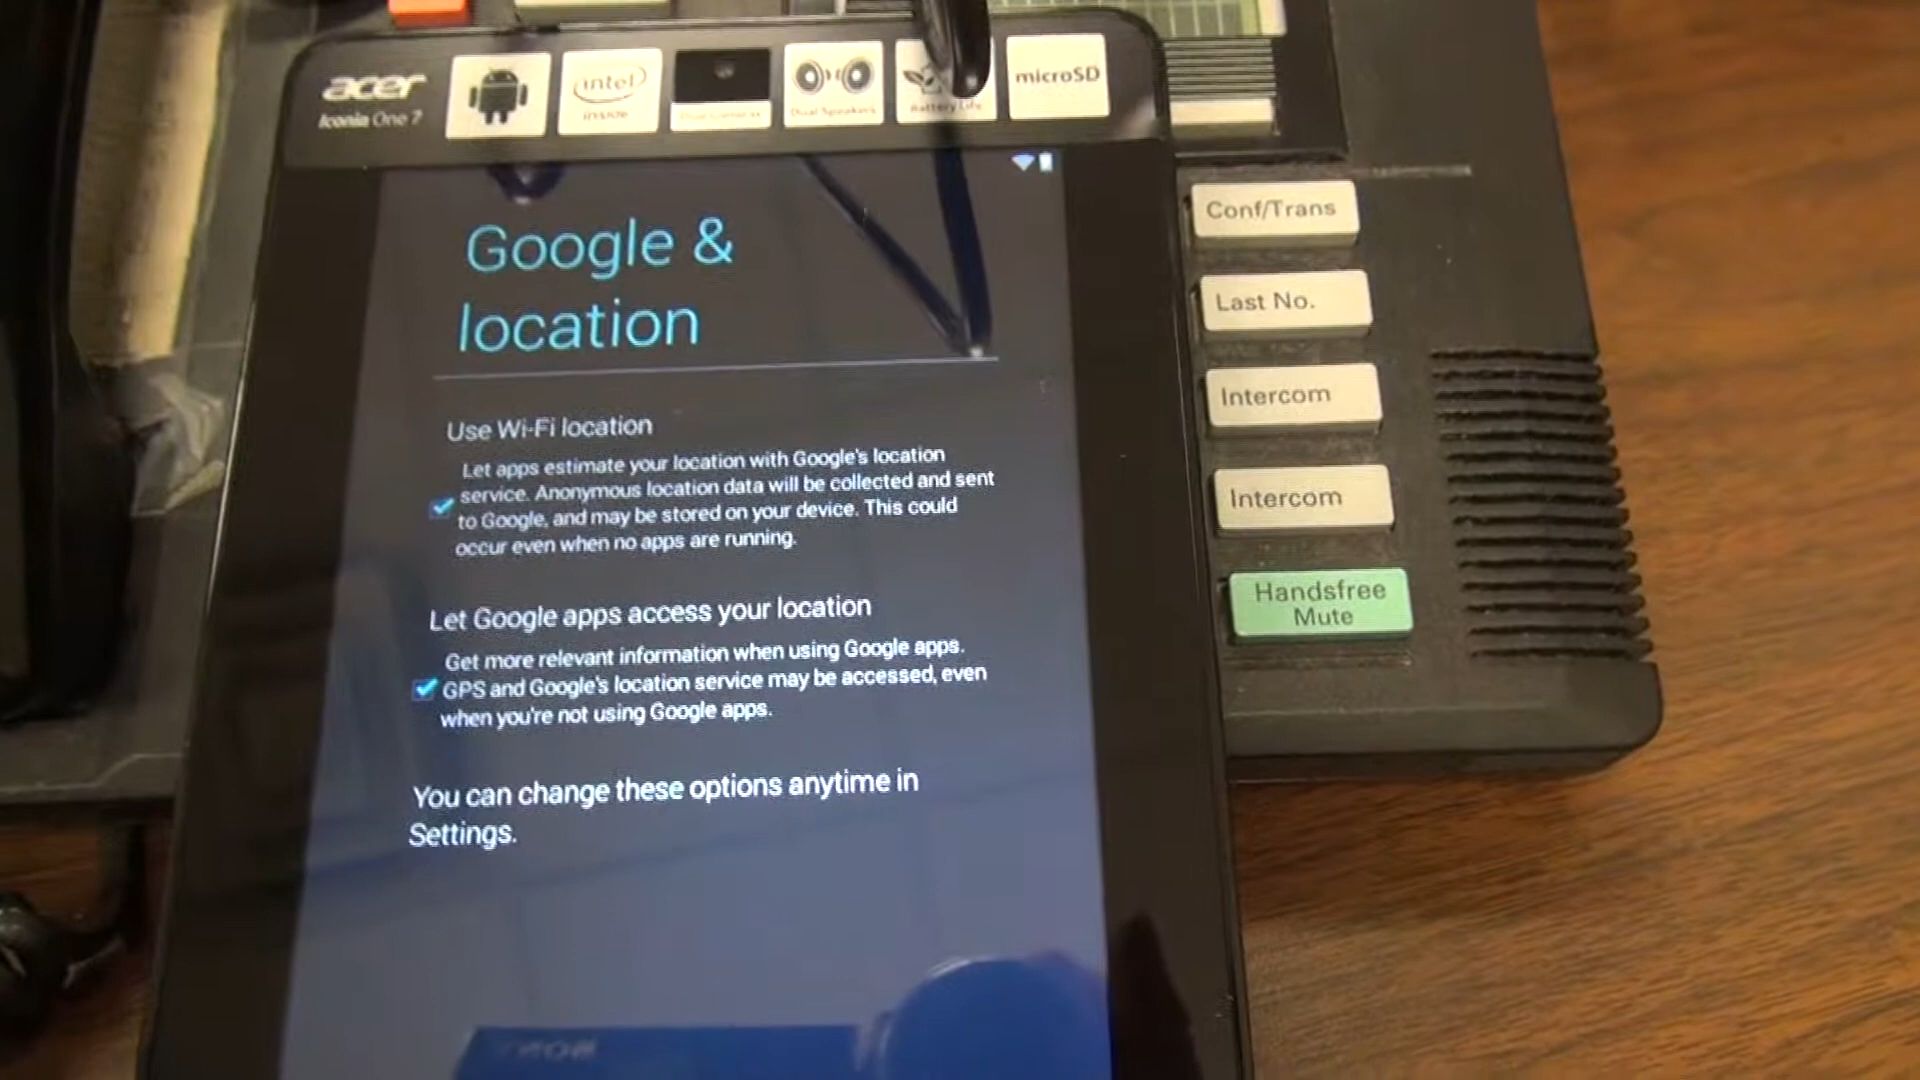 acer
Iconia One 7
intel
inside
Dual Speakers
Battery Life
microSD
Google &
location
Use Wi-Fi location
Let apps estimate your location with Google's location
service. Anonymous location data will be collected and sent
to Google, and may be stored on your device. This could
occur even when no apps are running.
Let Google apps access your location
Get more relevant information when using Google apps.
GPS and Google's location service may be accessed, even
when you're not using Google apps.
You can change these options anytime in
Settings.
Conf/Trans
Last No.
Intercom
Intercom
Handsfree
Mute